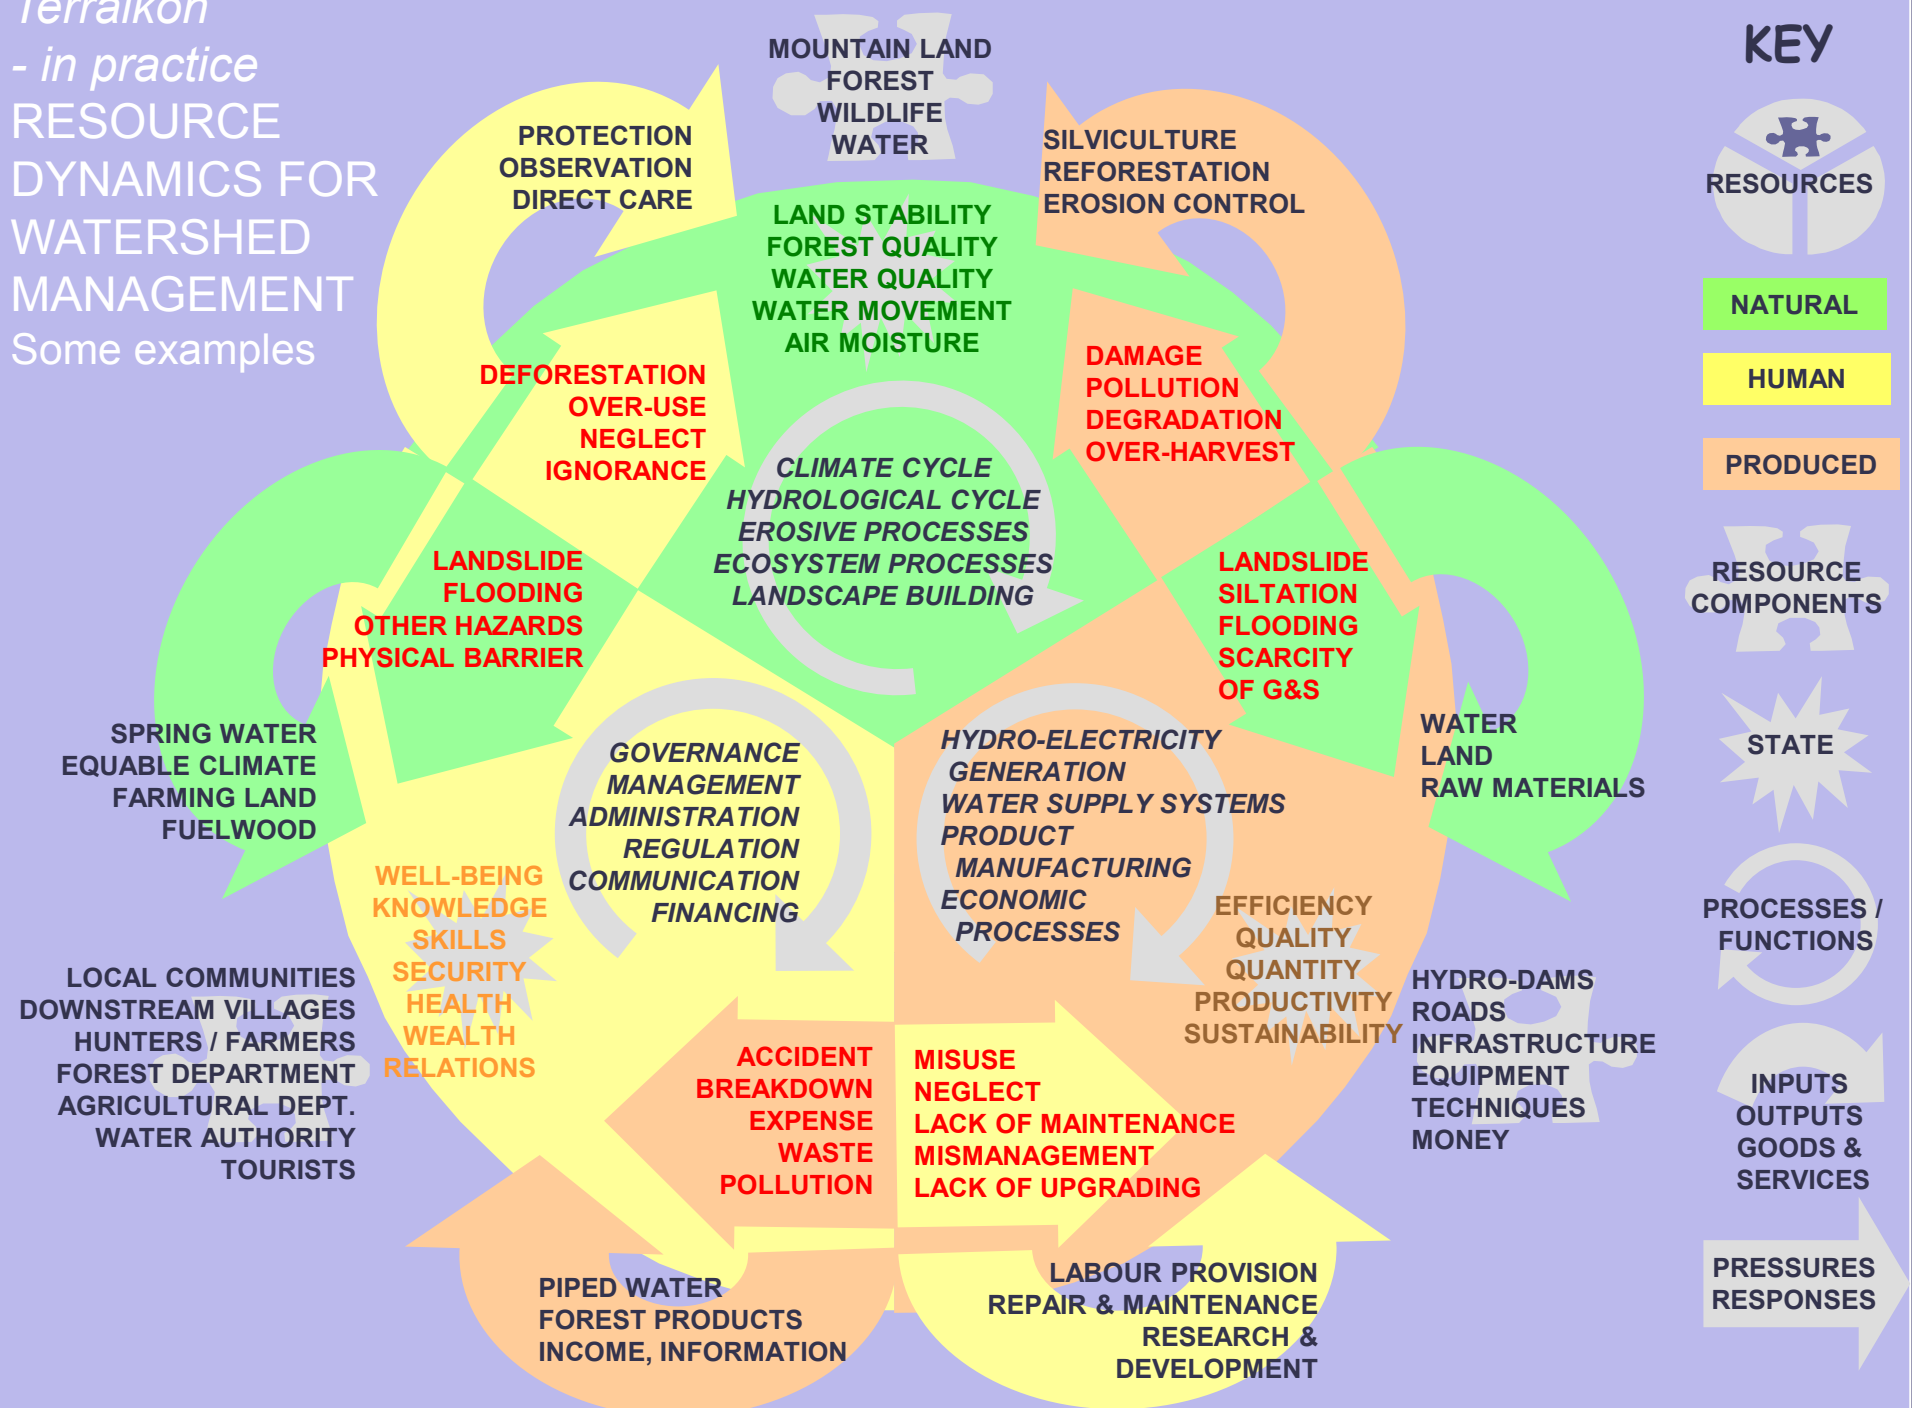 Terraikon
- in practice
RESOURCE
DYNAMICS FOR
WATERSHED
MANAGEMENT
Some examples
MOUNTAIN LAND
FOREST
WILDLIFE
WATER
PROTECTION
OBSERVATION
DIRECT CARE
SILVICULTURE
REFORESTATION
EROSION CONTROL
LAND STABILITY
FOREST QUALITY
WATER QUALITY
WATER MOVEMENT
AIR MOISTURE
DEFORESTATION
OVER-USE
NEGLECT
IGNORANCE
DAMAGE
POLLUTION
DEGRADATION
OVER-HARVEST
CLIMATE CYCLE
HYDROLOGICAL CYCLE
EROSIVE PROCESSES
ECOSYSTEM PROCESSES
LANDSCAPE BUILDING
LANDSLIDE
FLOODING
OTHER HAZARDS
PHYSICAL BARRIER
LANDSLIDE
SILTATION
FLOODING
SCARCITY
OF G&S
SPRING WATER
EQUABLE CLIMATE
FARMING LAND
FUELWOOD
GOVERNANCE
MANAGEMENT
ADMINISTRATION
REGULATION
COMMUNICATION
FINANCING
HYDRO-ELECTRICITY
GENERATION
WATER SUPPLY SYSTEMS
PRODUCT
MANUFACTURING
ECONOMIC
PROCESSES
WATER
LAND
RAW MATERIALS
WELL-BEING
KNOWLEDGE
SKILLS
SECURITY
HEALTH
WEALTH
RELATIONS
EFFICIENCY
QUALITY
QUANTITY
PRODUCTIVITY
SUSTAINABILITY
LOCAL COMMUNITIES
DOWNSTREAM VILLAGES
HUNTERS / FARMERS
FOREST DEPARTMENT
AGRICULTURAL DEPT.
WATER AUTHORITY
TOURISTS
HYDRO-DAMS
ROADS
INFRASTRUCTURE
EQUIPMENT
TECHNIQUES
MONEY
ACCIDENT
BREAKDOWN
EXPENSE
WASTE
POLLUTION
MISUSE
NEGLECT
LACK OF MAINTENANCE
MISMANAGEMENT
LACK OF UPGRADING
PIPED WATER
FOREST PRODUCTS
INCOME, INFORMATION
LABOUR PROVISION
REPAIR & MAINTENANCE
RESEARCH &
DEVELOPMENT
KEY
RESOURCES
NATURAL
HUMAN
PRODUCED
RESOURCE
COMPONENTS
STATE
PROCESSES /
FUNCTIONS
INPUTS
OUTPUTS
GOODS &
SERVICES
PRESSURES
RESPONSES